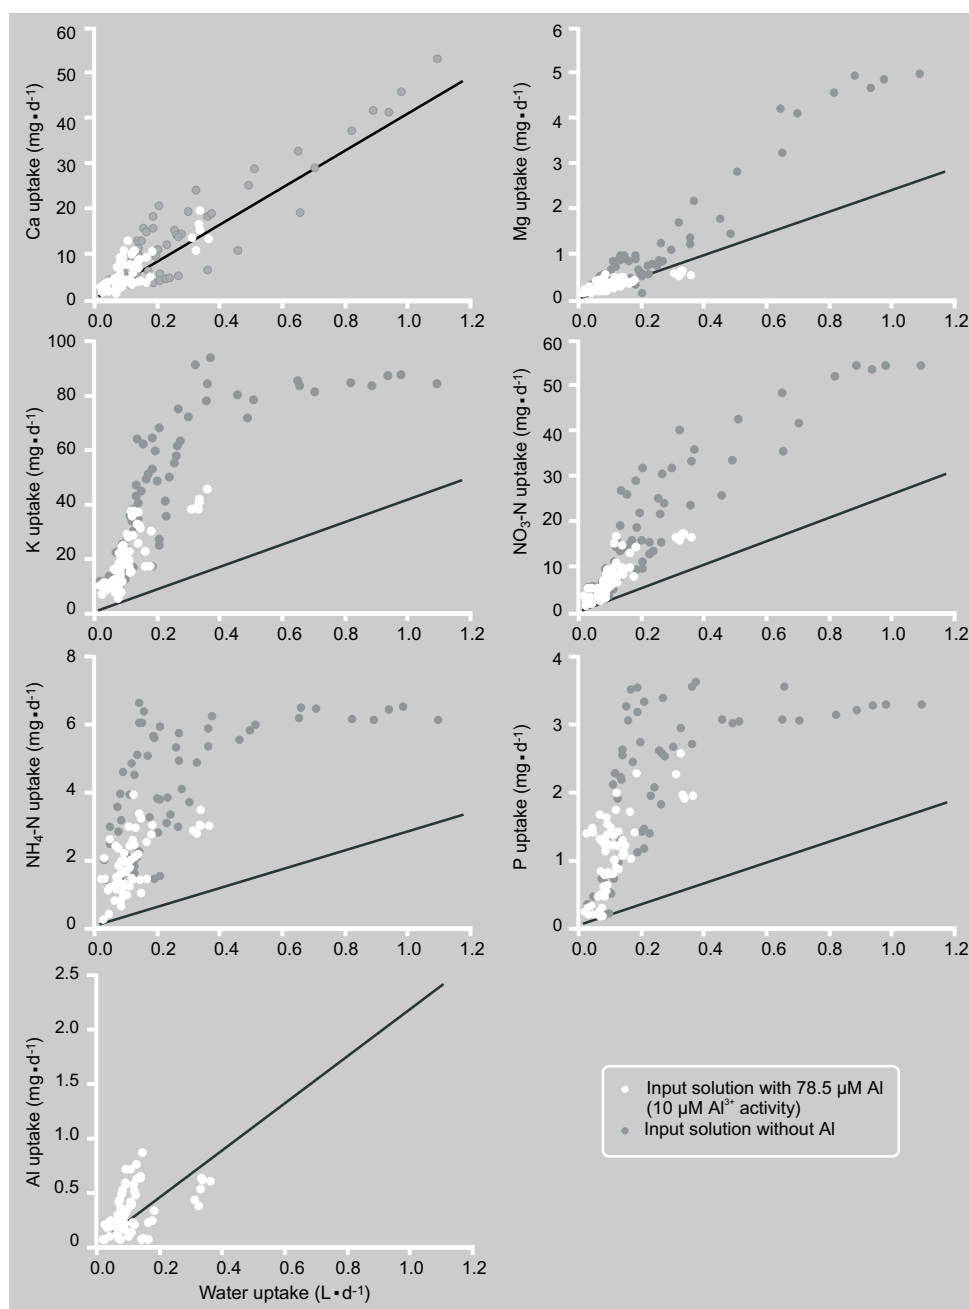 60
50
40
30
20
10
0
Ca uptake (mg▪d-1)
0.0 0.2 0.4 0.6 0.8 1.0 1.2
6
5
4
3
2
1
0
Mg uptake (mg▪d-1)
0.0 0.2 0.4 0.6 0.8 1.0 1.2
100
80
60
40
20
0
K uptake (mg▪d-1)
0.0 0.2 0.4 0.6 0.8 1.0 1.2
60
50
40
30
20
10
0
NO3-N uptake (mg▪d-1)
0.0 0.2 0.4 0.6 0.8 1.0 1.2
8
6
4
2
0
NH4-N uptake (mg▪d-1)
0.0 0.2 0.4 0.6 0.8 1.0 1.2
4
3
2
1
0
P uptake (mg▪d-1)
0.0 0.2 0.4 0.6 0.8 1.0 1.2
2.5
2.0
1.5
1.0
0.5
0
Al uptake (mg▪d-1)
0.0 0.2 0.4 0.6 0.8 1.0 1.2
Water uptake (L▪d-1)
Input solution with 78.5 µM Al
(10 µM Al3+ activity)
Input solution without Al